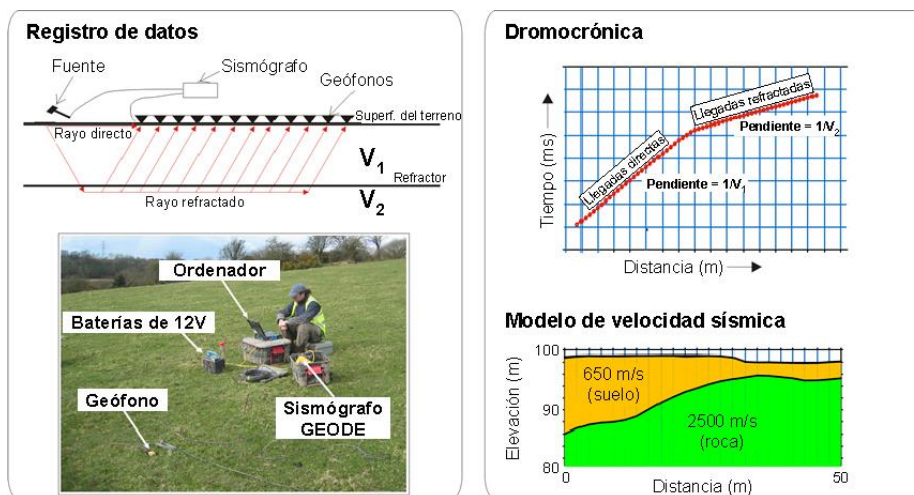 Registro de datos
Fuente
Sismógrafo
Geófonos
Superf. del terreno
Rayo directo
V1
Refractor
Rayo refractado
V2
Ordenador
Baterías de 12V
Geófono
Sismógrafo
GEODE
Dromocrónica
Tiempo (ms)
Llegadas refractadas
Pendiente = 1/V2
Llegadas directas
Pendiente = 1/V1
Distancia (m)
Modelo de velocidad sísmica
Elevación (m)
100
90
80
650 m/s
(suelo)
2500 m/s
(roca)
0
50
Distancia (m)